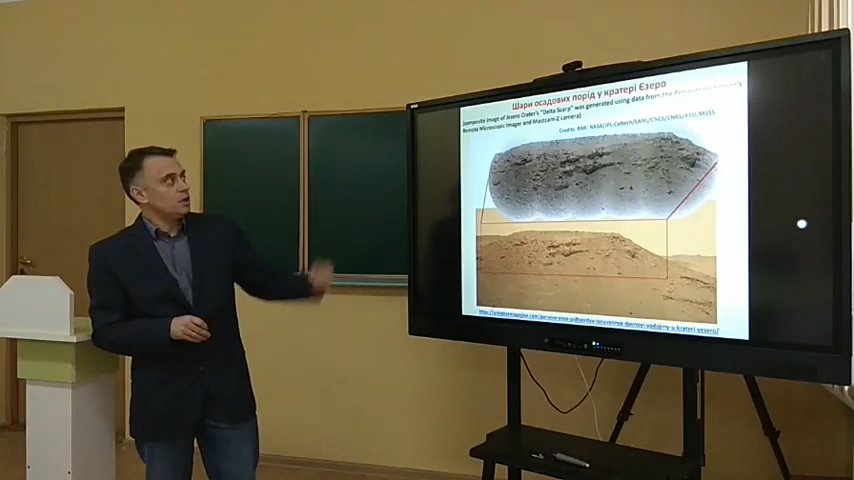 Шари осадових порід у кратері Єзеро
(composite image of Jezero Crater's "Delta Scarp" was generated using data from the Perseverance
Remote Microscopic Imager and Mastcam-Z camera)
Credits: RMI: NASA/JPL-Caltech/LANL/CNES/CNRS/ASU/MSSS